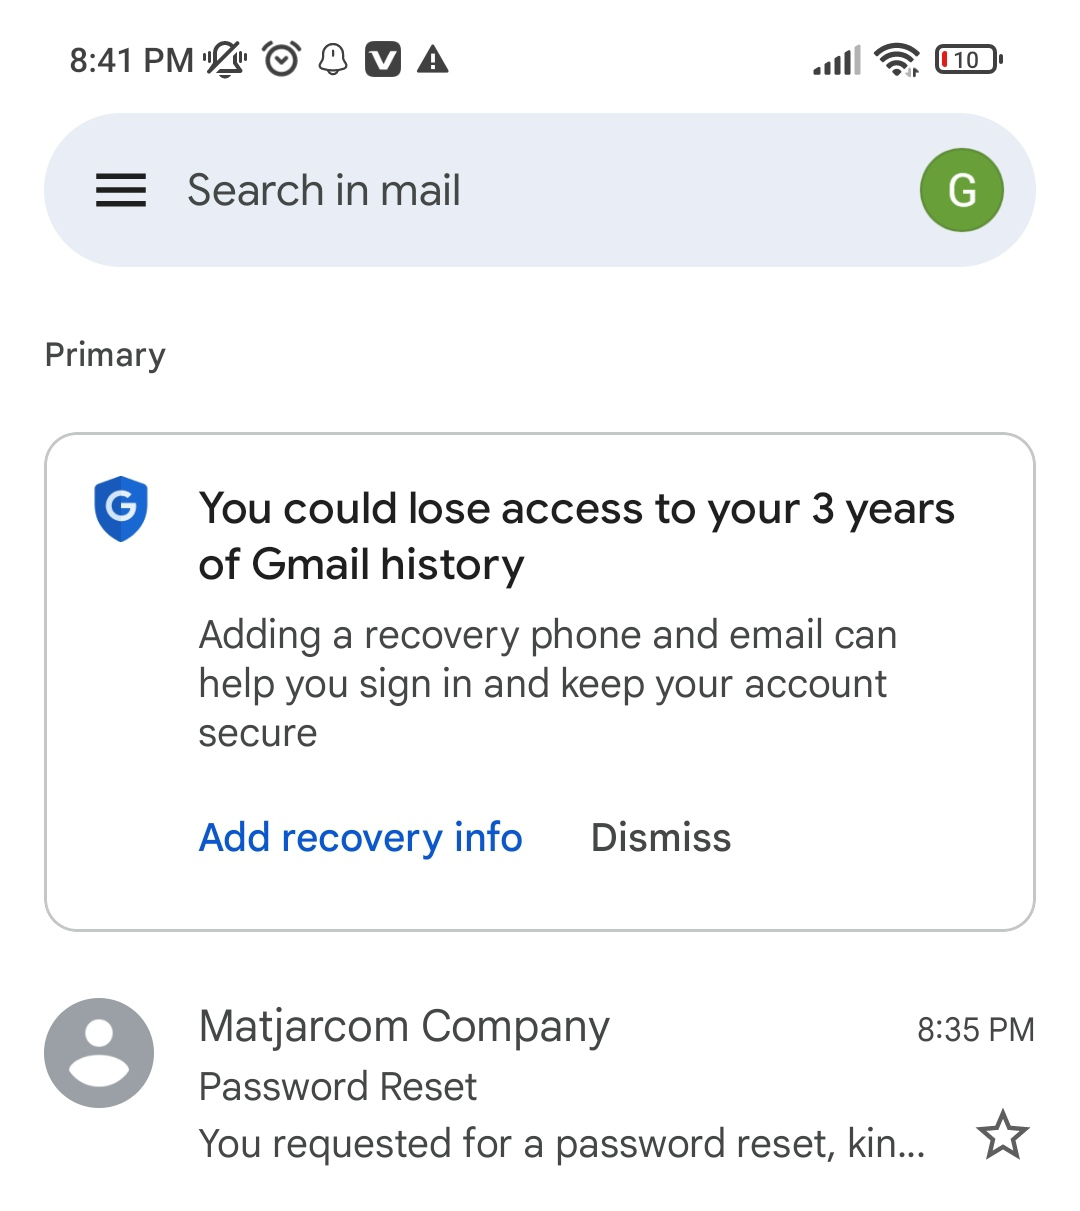 8:41 PM
10
Search in mail
G
Primary
G
You could lose access to your 3 years
of Gmail history
Adding a recovery phone and email can
help you sign in and keep your account
secure
Add recovery info
Dismiss
Matjarcom Company
8:35 PM
Password Reset
You requested for a password reset, kin...